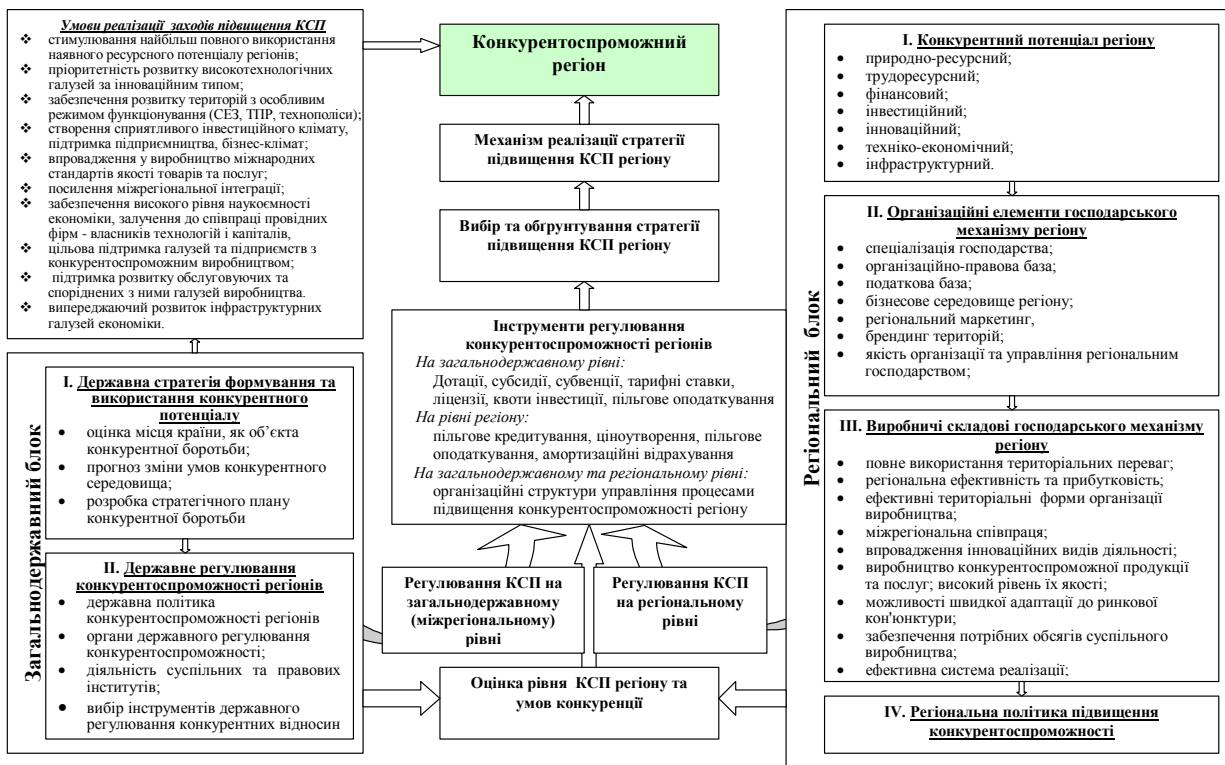 Умови реалізації заходів підвищення КСП
❖ стимулювання найбільш повного використання
наявного ресурсного потенціалу регіонів;
❖ пріоритетність розвитку високотехнологічних
галузей за інноваційним типом;
❖ забезпечення розвитку територій з особливим
режимом функціонування (СЕЗ, ТПР, технополіси);
❖ створення сприятливого інвестиційного клімату,
підтримка підприємництва, бізнес-клімат;
❖ впровадження у виробництво міжнародних
стандартів якості товарів та послуг;
❖ посилення міжрегіональної інтеграції;
❖ забезпечення високого рівня наукоємності
економіки, залучення до співпраці провідних
фірм - власників технологій і капіталів,
❖ цільова підтримка галузей та підприємств з
конкурентоспроможним виробництвом;
❖ підтримка розвитку обслуговуючих та
споріднених з ними галузей виробництва.
❖ випереджаючий розвиток інфраструктурних
галузей економіки.
Загальнодержавний блок
І. Державна стратегія формування та
використання конкурентного
потенціалу
• оцінка місця країни, як об’єкта
конкурентної боротьби;
• прогноз зміни умов конкурентного
середовища;
• розробка стратегічного плану
конкурентної боротьби
ІІ. Державне регулювання
конкурентоспроможності регіонів
• державна політика
конкурентоспроможності регіонів
• органи державного регулювання
конкурентоспроможності;
• діяльність суспільних та правових
інститутів;
• вибір інструментів державного
регулювання конкурентних відносин
Конкурентоспроможний
регіон
Механізм реалізації стратегії
підвищення КСП регіону
Вибір та обґрунтування стратегії
підвищення КСП регіону
Інструменти регулювання
конкурентоспроможності регіонів
На загальнодержавному рівні:
Дотації, субсидії, субвенції, тарифні ставки,
ліцензії, квоти інвестиції, пільгове оподаткування
На рівні регіону:
пільгове кредитування, ціноутворення, пільгове
оподаткування, амортизаційні відрахування
На загальнодержавному та регіональному рівні:
організаційні структури управління процесами
підвищення конкурентоспроможності регіону
Регулювання КСП на
загальнодержавному
(міжрегіональному)
рівні
Регулювання КСП
на регіональному
рівні
Оцінка рівня КСП регіону та
умов конкуренції
Регіональний блок
І. Конкурентний потенціал регіону
• природно-ресурсний;
• трудоресурсний;
• фінансовий;
• інвестиційний;
• інноваційний;
• техніко-економічний;
• інфраструктурний.
ІІ. Організаційні елементи господарського
механізму регіону
• спеціалізація господарства;
• організаційно-правова база;
• податкова база;
• бізнесове середовище регіону;
• регіональний маркетинг,
• брендинг територій;
• якість організації та управління регіональним
господарством;
ІІІ. Виробничі складові господарського механізму
регіону
• повне використання територіальних переваг;
• регіональна ефективність та прибутковість;
• ефективні територіальні форми організації
виробництва;
• міжрегіональна співпраця;
• впровадження інноваційних видів діяльності;
• виробництво конкурентоспроможної продукції
та послуг; високий рівень їх якості;
• можливості швидкої адаптації до ринкової
кон'юнктури;
• забезпечення потрібних обсягів суспільного
виробництва;
• ефективна система реалізації;
IV. Регіональна політика підвищення
конкурентоспроможності